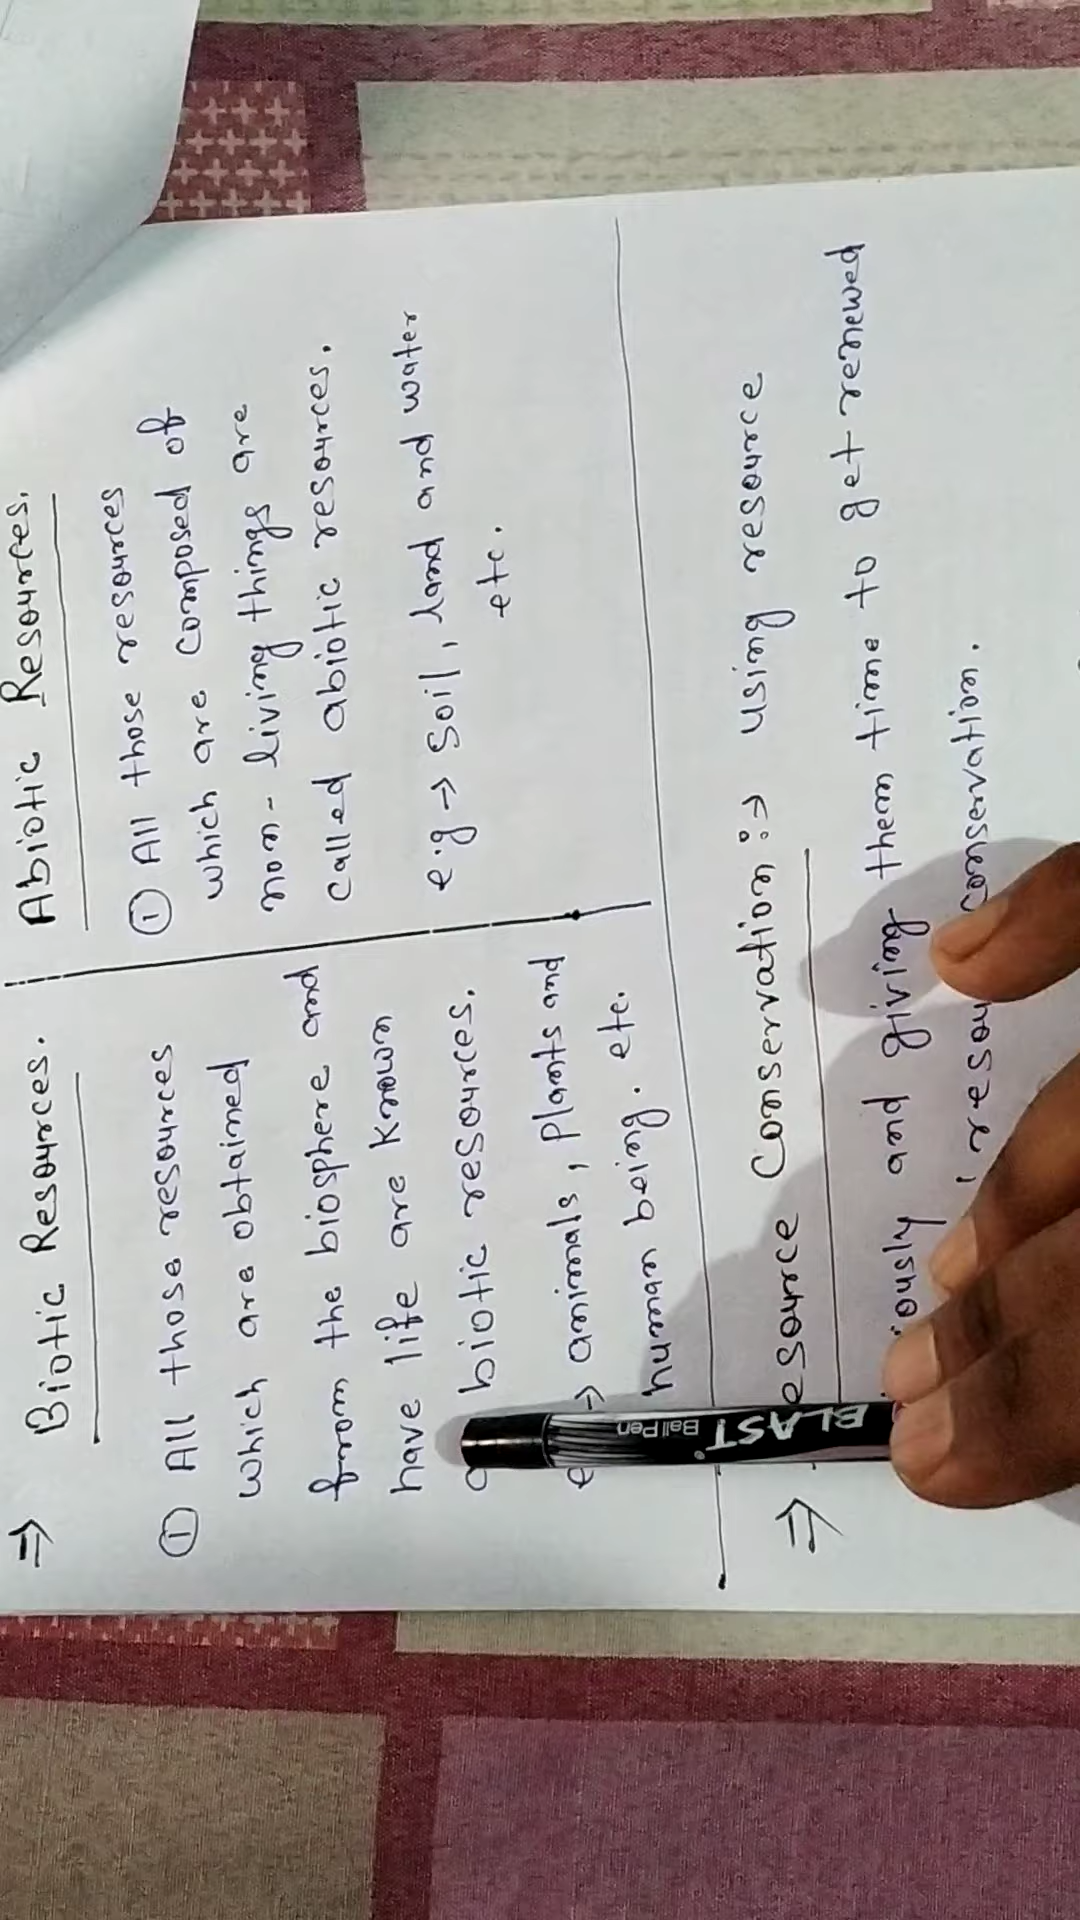 ⇒ Biotic Resources.
① All those resources
which are obtained
from the biosphere and
have life are known
biotic resources.
→ animals, plants and
human being. etc.
Abiotic Resources.
① All those resources
which are composed of
non-living things are
called abiotic resources.
e.g → Soil, land and water
etc.
⇒ Conservation :→ using resource
and giving them time to get renewed
conservation.
BLAST
Ball Pen